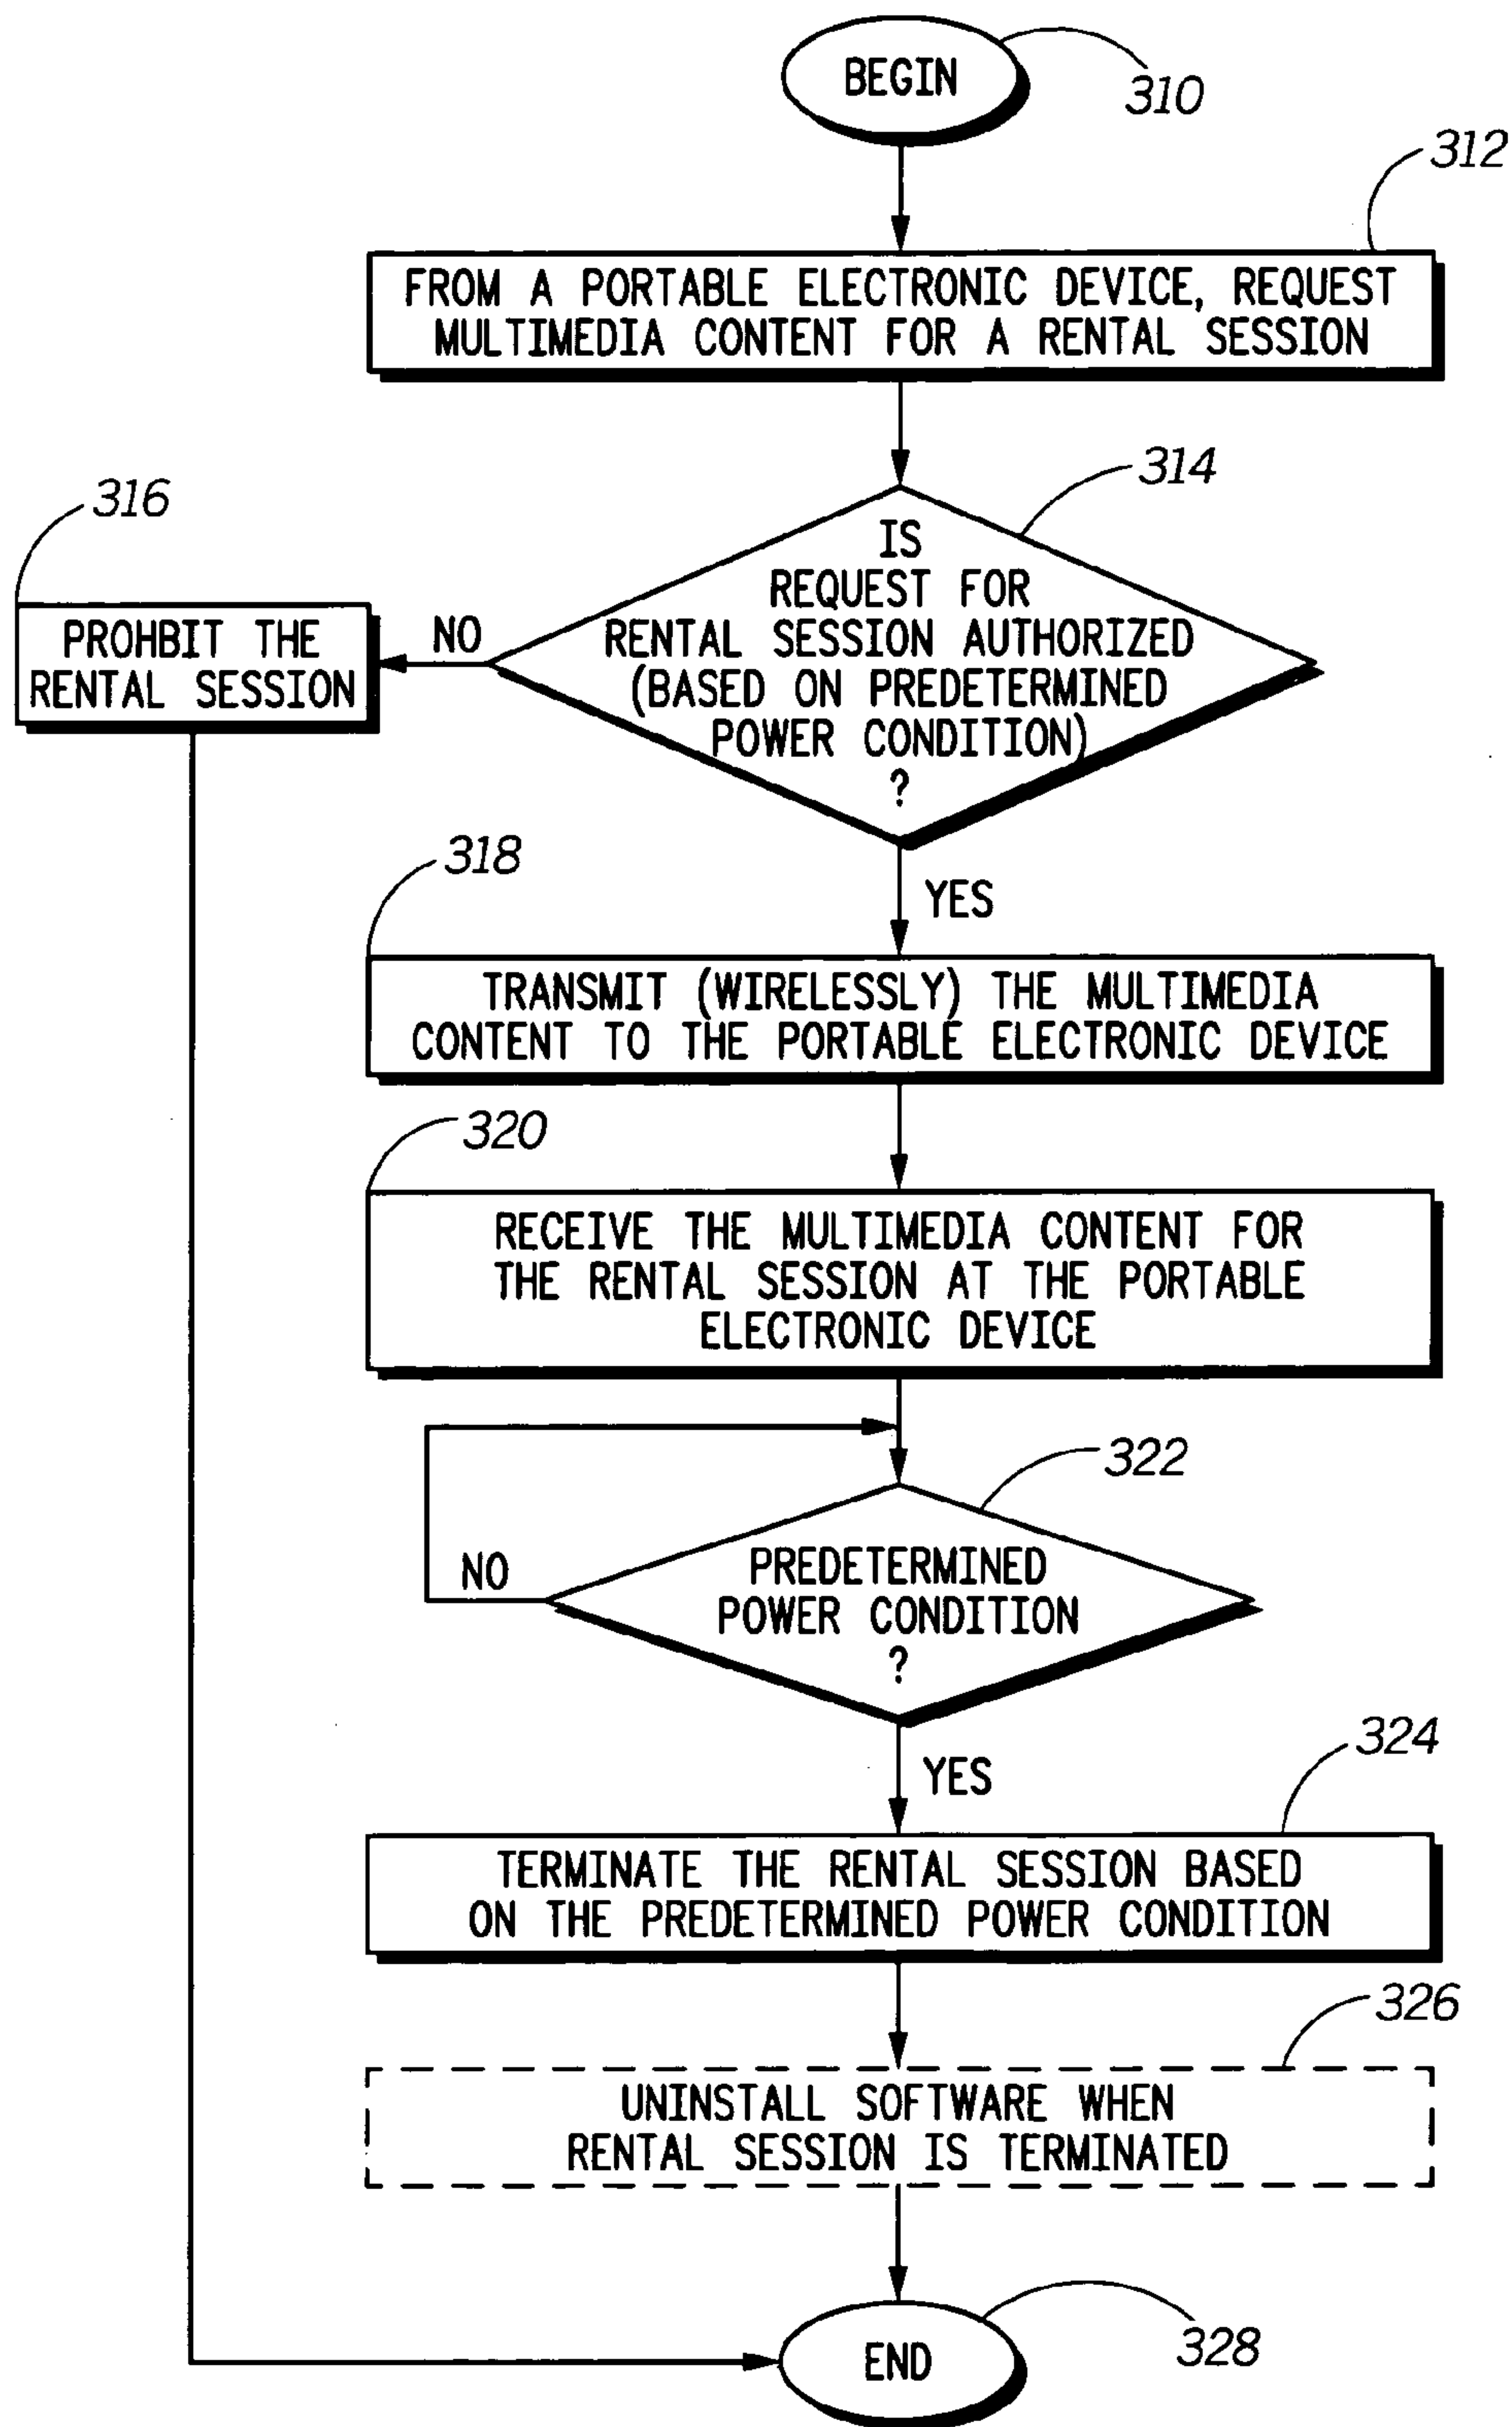 BEGIN
310
312
FROM A PORTABLE ELECTRONIC DEVICE, REQUEST
MULTIMEDIA CONTENT FOR A RENTAL SESSION
314
316
IS
REQUEST FOR
RENTAL SESSION AUTHORIZED
(BASED ON PREDETERMINED
POWER CONDITION)
?
NO
PROHBIT THE
RENTAL SESSION
YES
318
TRANSMIT (WIRELESSLY) THE MULTIMEDIA
CONTENT TO THE PORTABLE ELECTRONIC DEVICE
320
RECEIVE THE MULTIMEDIA CONTENT FOR
THE RENTAL SESSION AT THE PORTABLE
ELECTRONIC DEVICE
322
PREDETERMINED
POWER CONDITION
?
NO
YES
324
TERMINATE THE RENTAL SESSION BASED
ON THE PREDETERMINED POWER CONDITION
326
UNINSTALL SOFTWARE WHEN
RENTAL SESSION IS TERMINATED
END
328